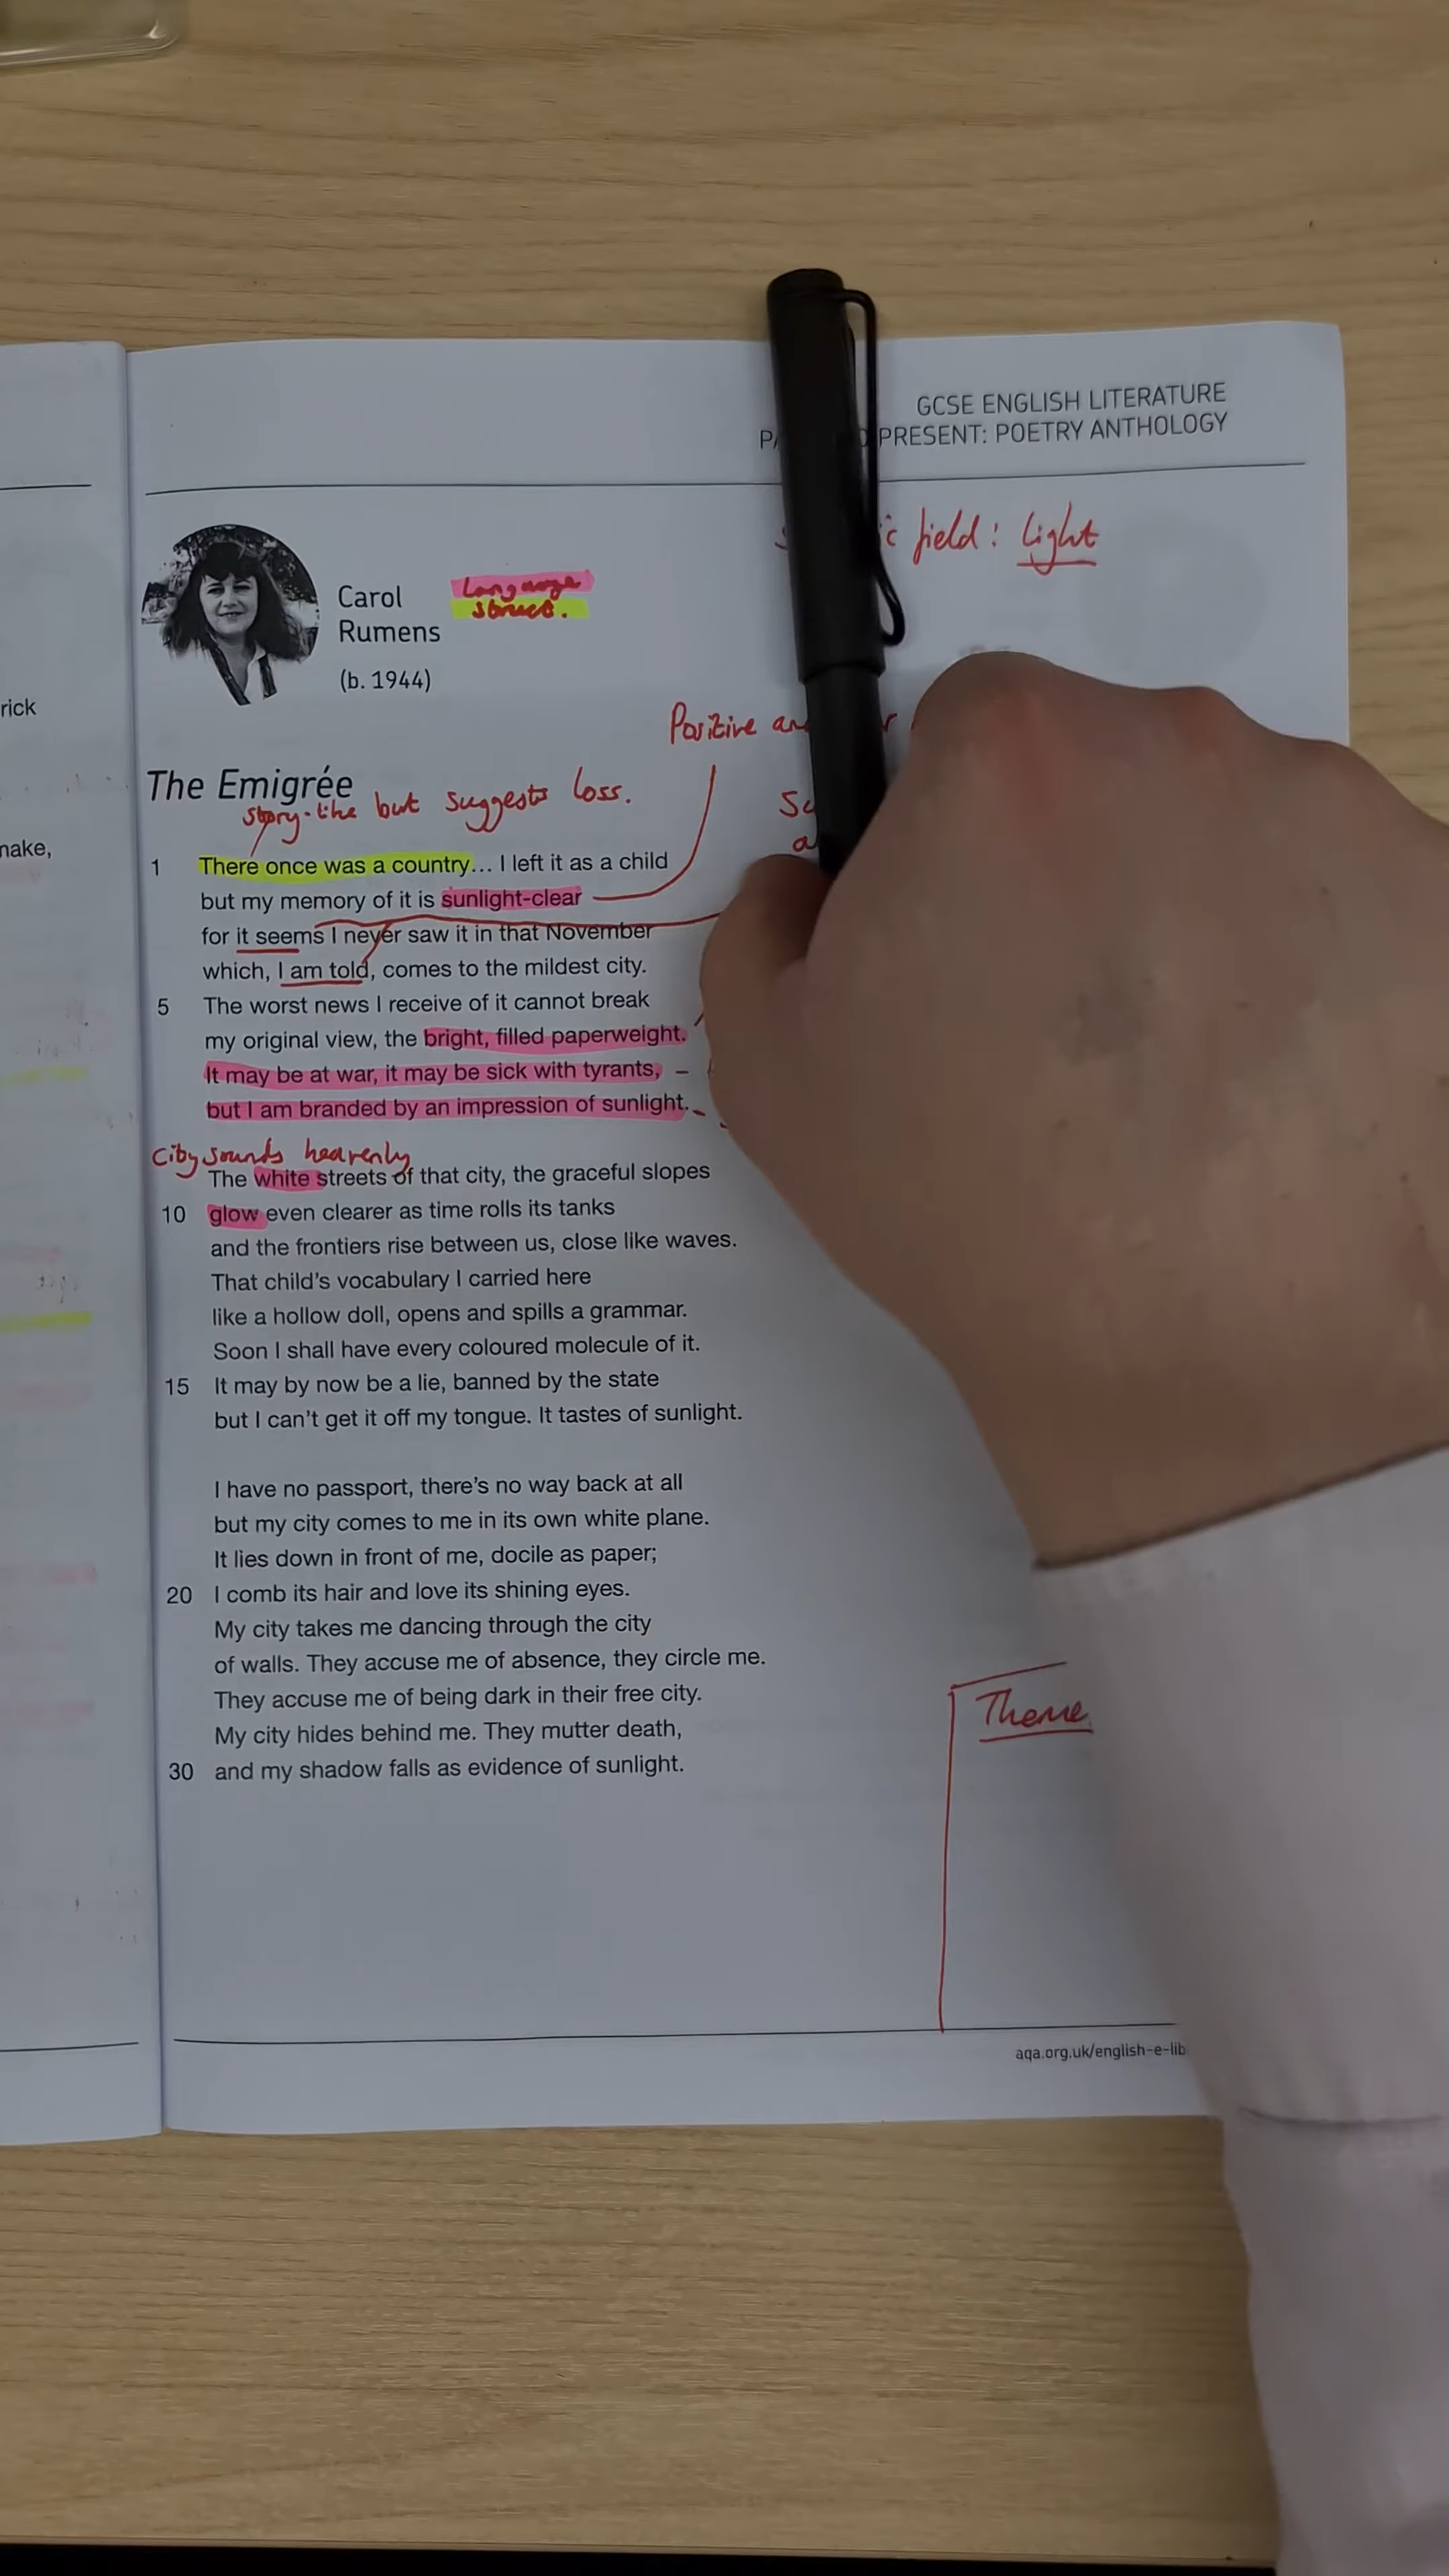 GCSE ENGLISH LITERATURE
PRESENT: POETRY ANTHOLOGY
field: light
Carol
Rumens
(b. 1944)
Language
struct.
Positive
The Emigrée
story-like but suggests loss.
1 There once was a country... I left it as a child
but my memory of it is sunlight-clear
for it seems I never saw it in that November
which, I am told, comes to the mildest city.
5 The worst news I receive of it cannot break
my original view, the bright, filled paperweight.
It may be at war, it may be sick with tyrants,
but I am branded by an impression of sunlight.
City sounds heavenly
The white streets of that city, the graceful slopes
10 glow even clearer as time rolls its tanks
and the frontiers rise between us, close like waves.
That child's vocabulary I carried here
like a hollow doll, opens and spills a grammar.
Soon I shall have every coloured molecule of it.
15 It may by now be a lie, banned by the state
but I can't get it off my tongue. It tastes of sunlight.
I have no passport, there's no way back at all
but my city comes to me in its own white plane.
It lies down in front of me, docile as paper;
20 I comb its hair and love its shining eyes.
My city takes me dancing through the city
of walls. They accuse me of absence, they circle me.
They accuse me of being dark in their free city.
My city hides behind me. They mutter death,
30 and my shadow falls as evidence of sunlight.
Theme
aqa.org.uk/english-e-lib
rick